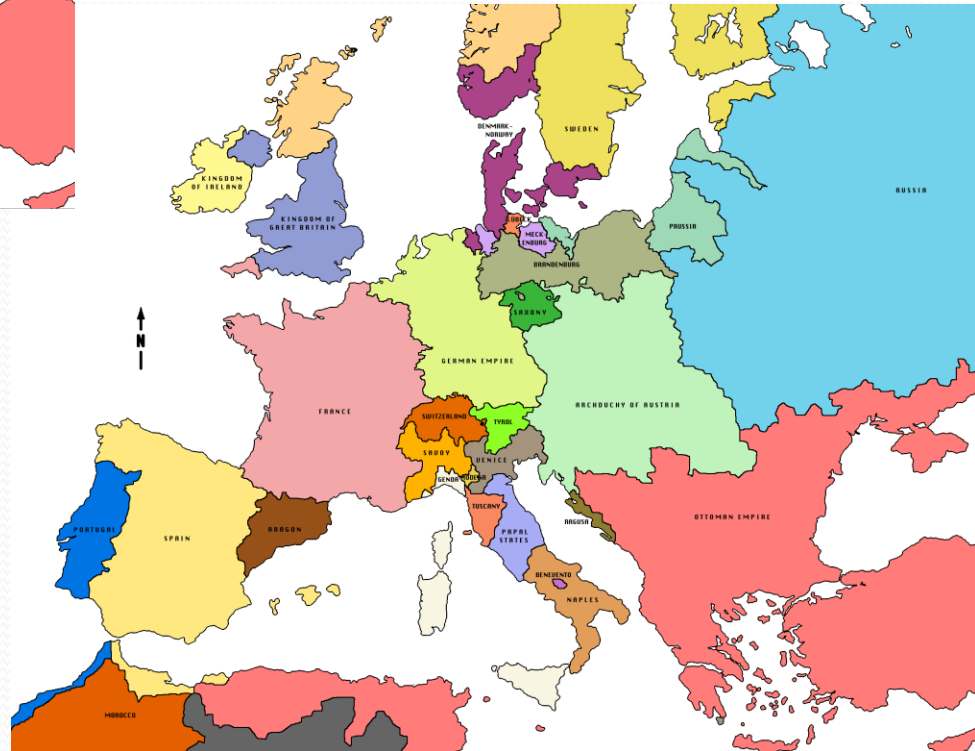 DENMARK-
NORWAY
SWEDEN
RUSSIA
KINGDOM
OF IRELAND
KINGDOM OF
GREAT BRITAIN
LUBECK
MECK
ENBURG
PRUSSIA
BRANDENBURG
SAXONY
N
GERMAN EMPIRE
FRANCE
ARCHDUCHY OF AUSTRIA
SWITZERLAND
TYROL
SAVOY
VENICE
GENOA
MODENA
TUSCANY
RAGUSA
PAPAL
STATES
OTTOMAN EMPIRE
PORTUGAL
SPAIN
ARAGON
BENEVENTO
NAPLES
MOROCCO